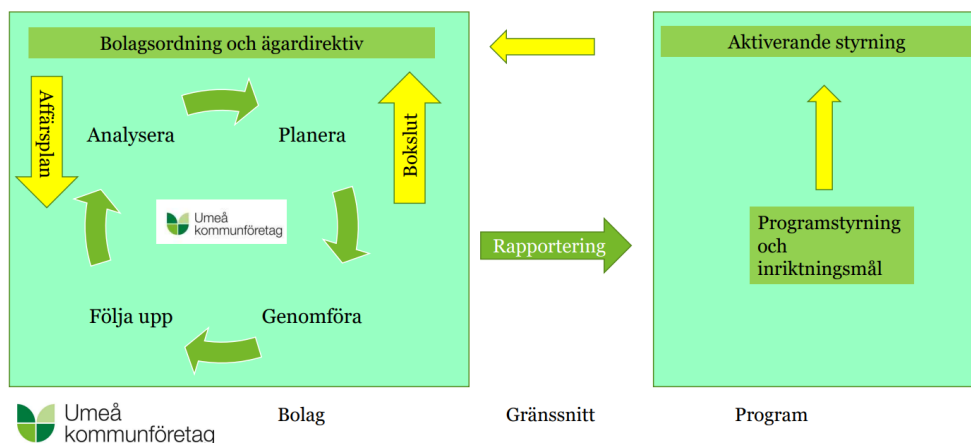 Bolagsordning och ägardirektiv
Aktiverande styrning
Affärsplan
Analysera
Planera
Bokslut
Umeå
kommunföretag
Rapportering
Programstyrning
och
inriktningsmål
Följa upp
Genomföra
Umeå
kommunföretag
Bolag
Gränssnitt
Program